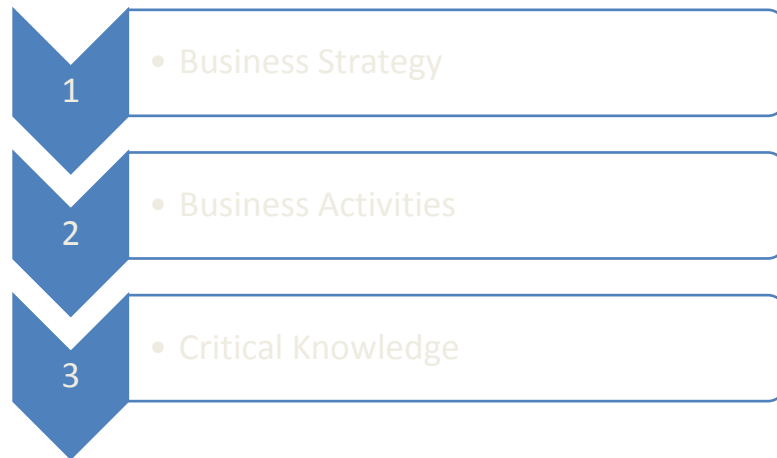 1
• Business Strategy
2
• Business Activities
3
• Critical Knowledge